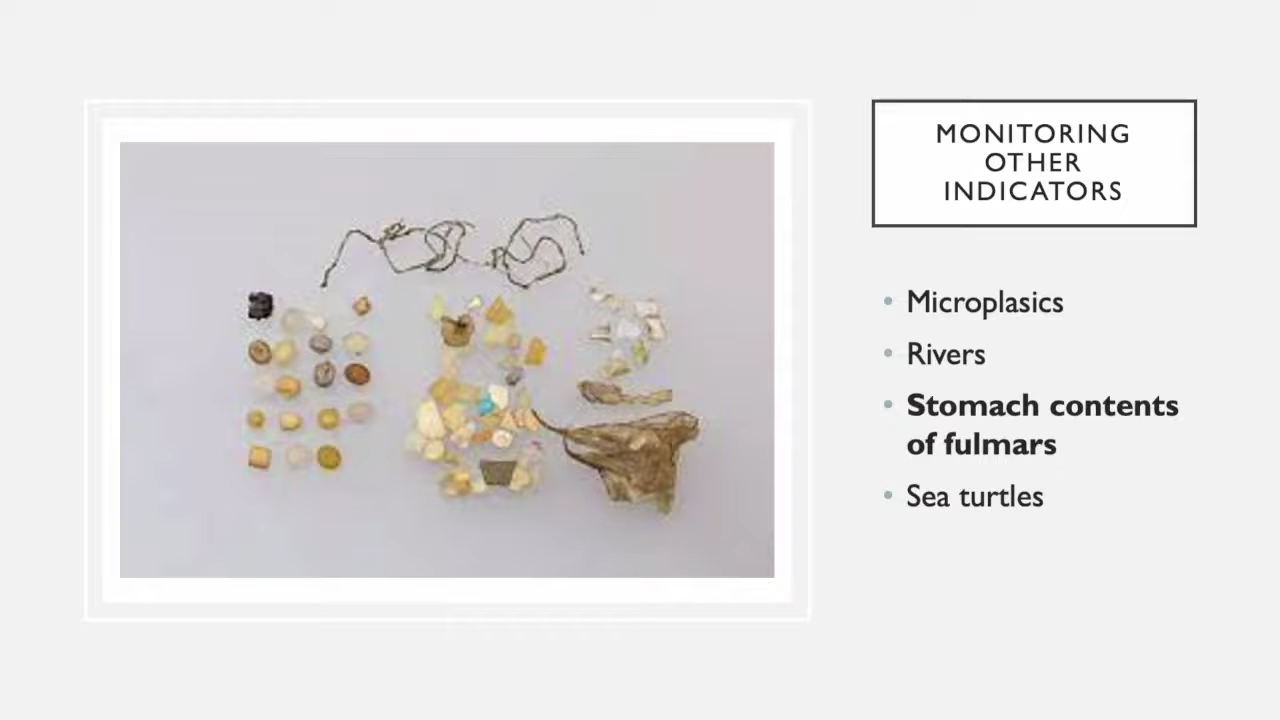 MONITORING
OTHER
INDICATORS
• Microplasics
• Rivers
• Stomach contents
of fulmars
• Sea turtles